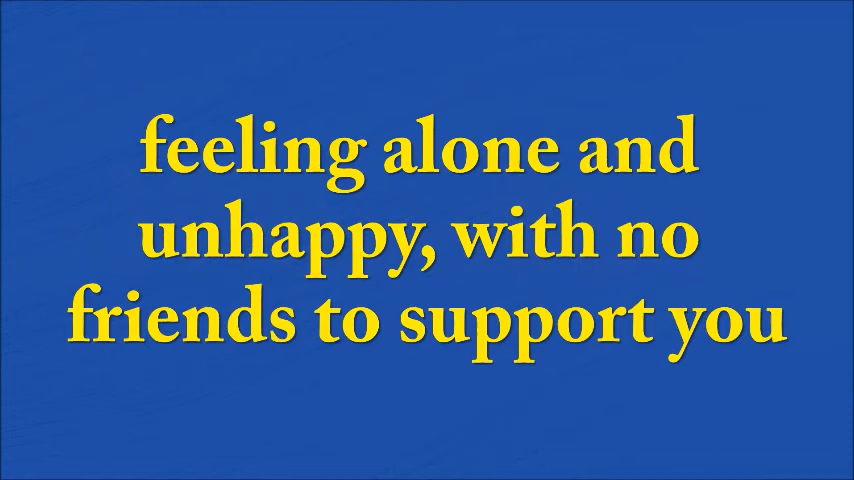 feeling alone and
unhappy, with no
friends to support you